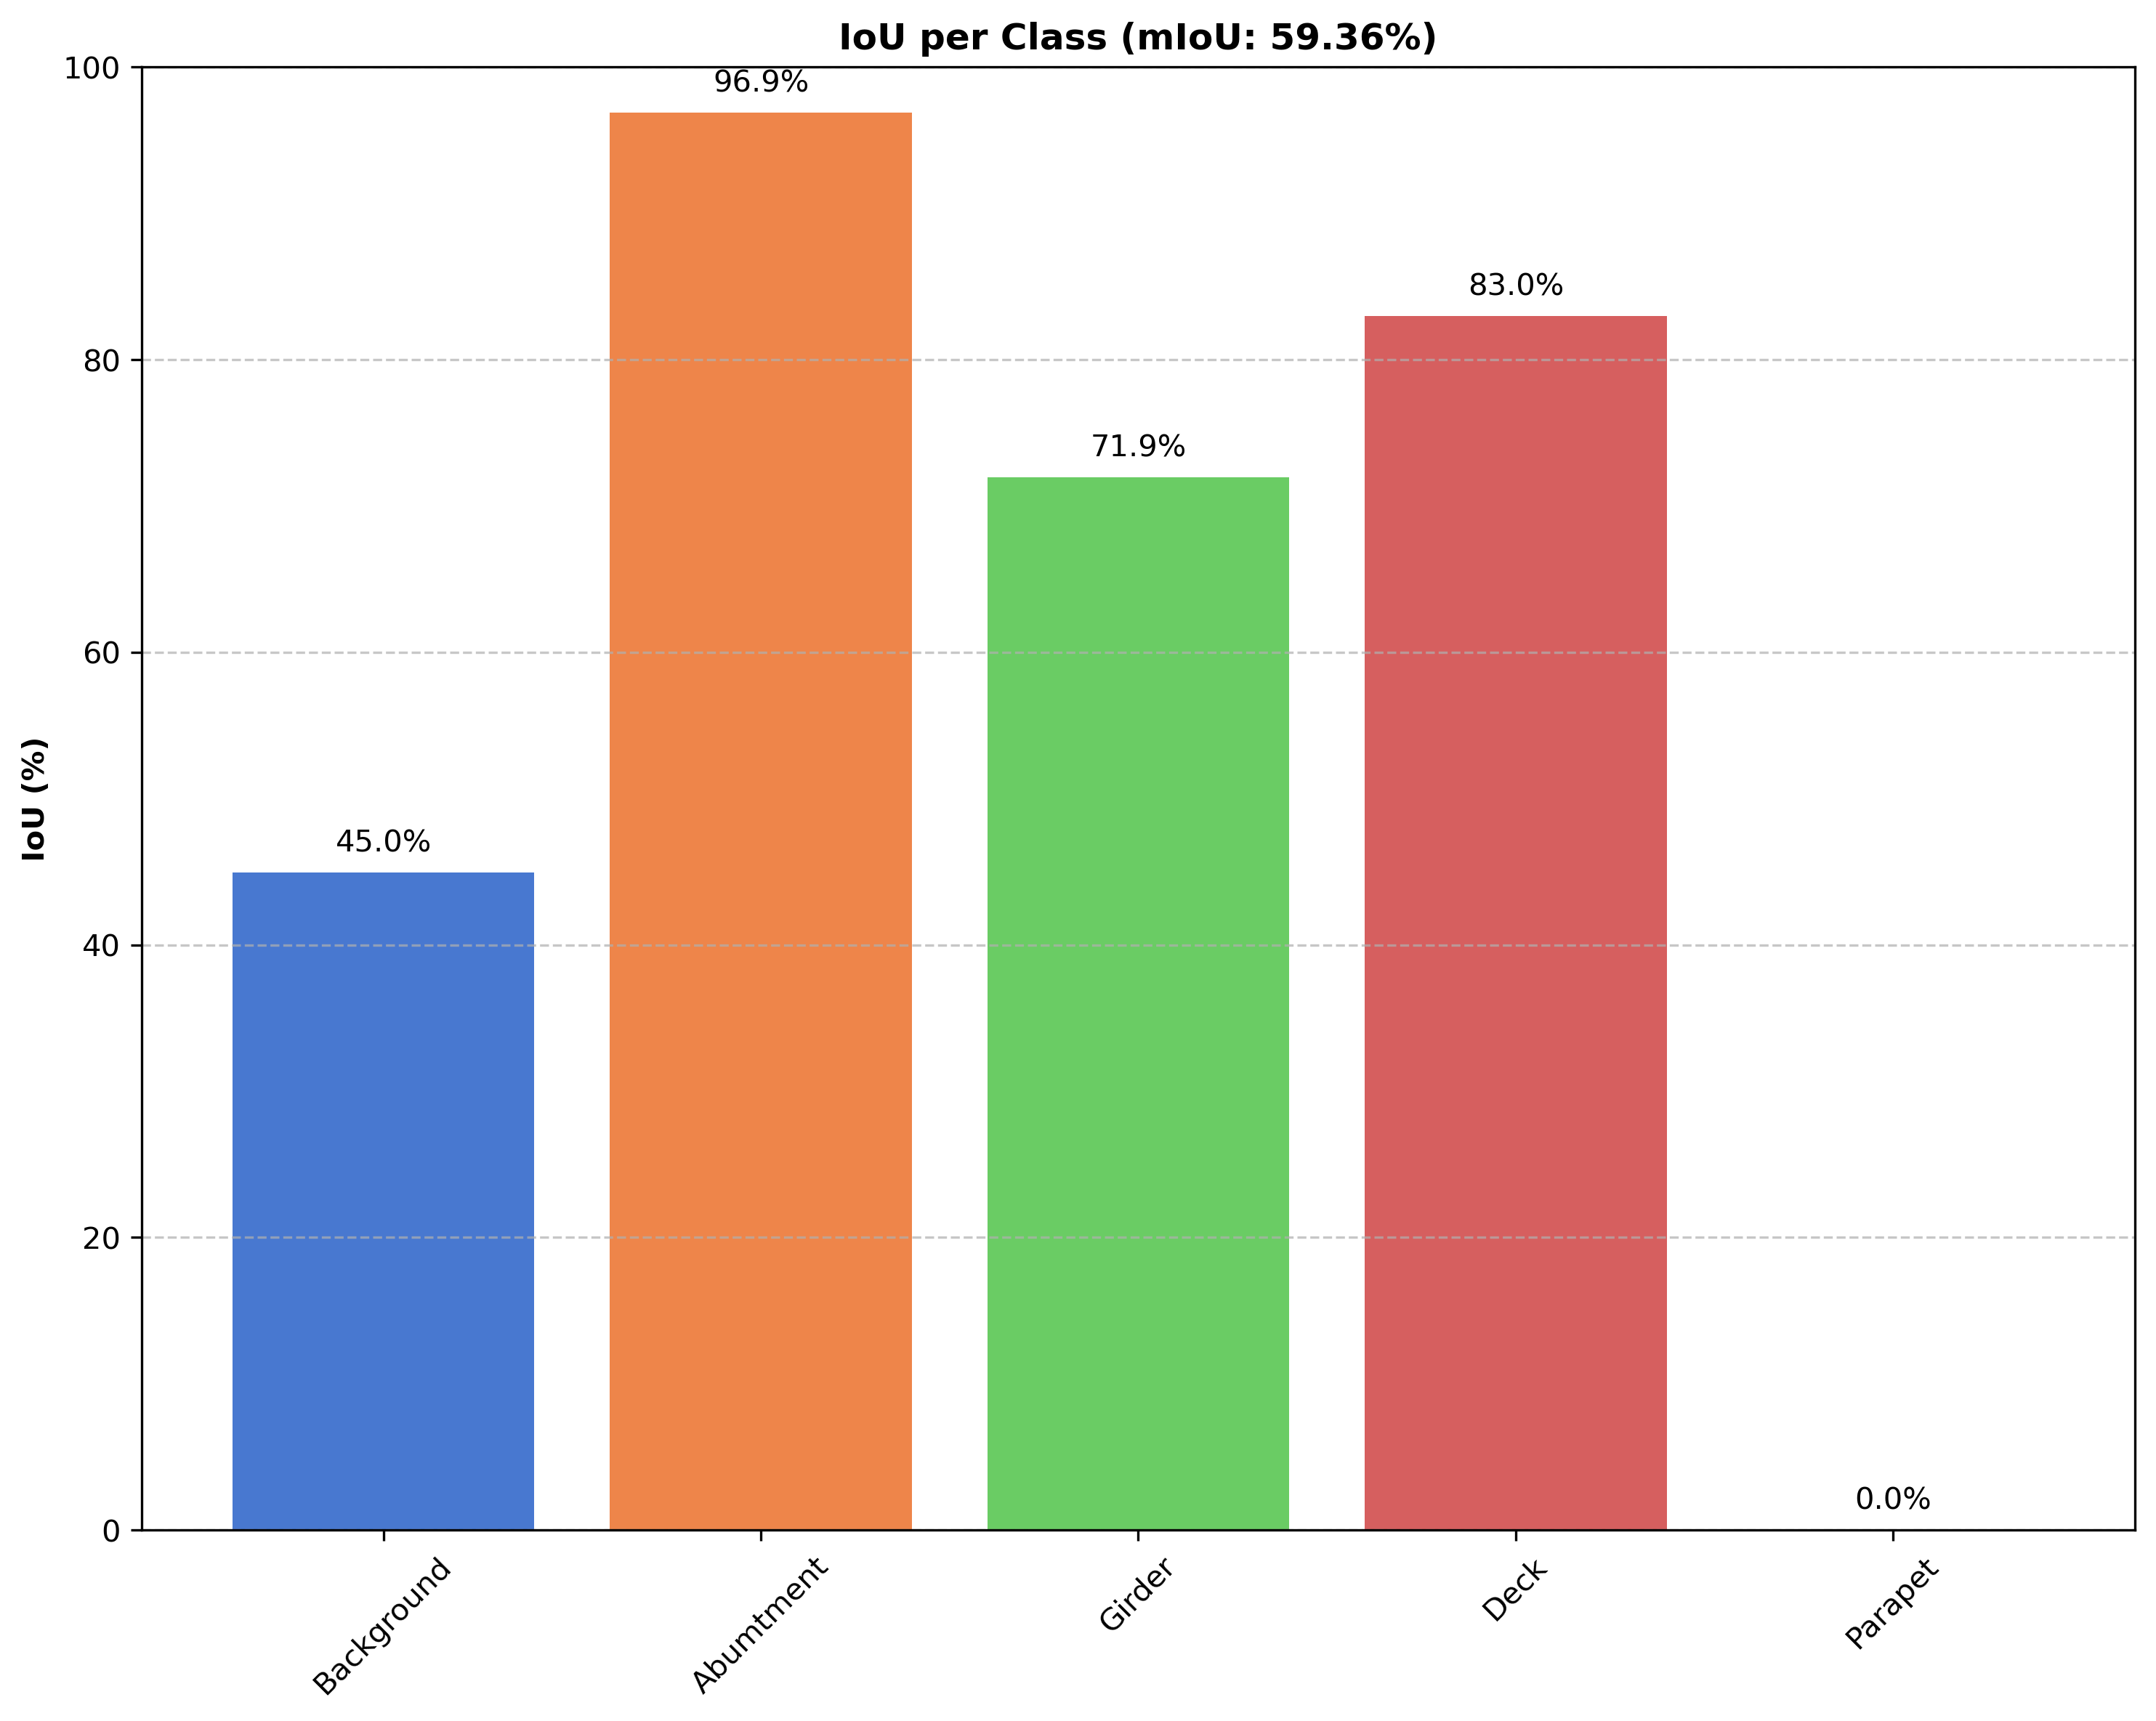 IoU per Class (mIoU: 59.36%)
IoU (%)
100
80
60
40
20
0
45.0%
96.9%
71.9%
83.0%
0.0%
Background
Abumtment
Girder
Deck
Parapet